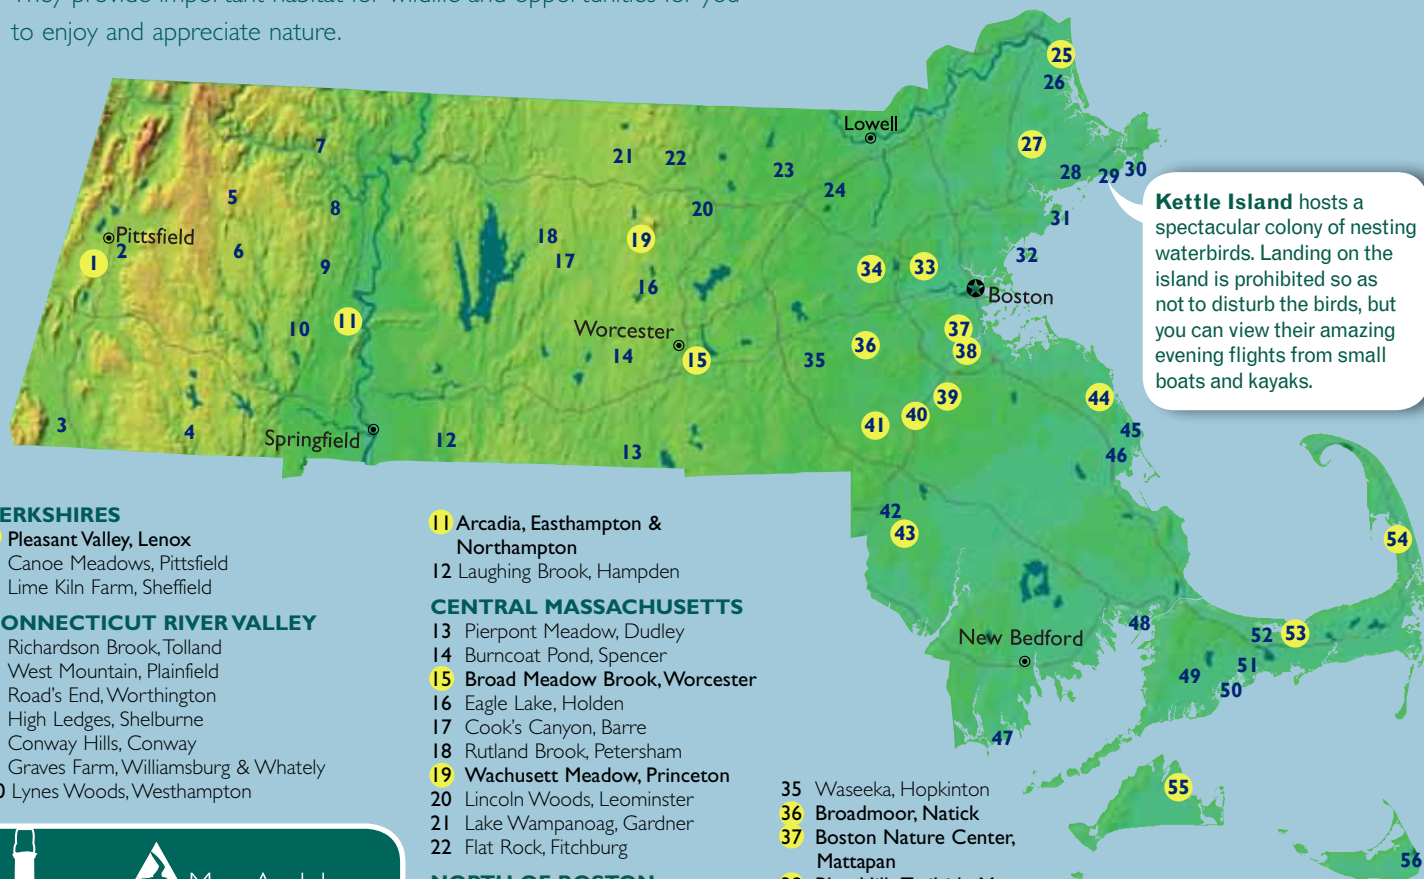 to enjoy and appreciate nature.
25
26
Lowell
27
7
21
22
23
28
29
30
24
5
8
20
31
Kettle Island hosts a
spectacular colony of nesting
waterbirds. Landing on the
island is prohibited so as
not to disturb the birds, but
you can view their amazing
evening flights from small
boats and kayaks.
Pittsfield
1
2
6
9
18
17
19
16
34
33
32
Boston
10
11
Worcester
14
15
35
36
37
38
39
40
41
44
45
46
3
4
Springfield
12
13
42
43
54
48
52
53
New Bedford
49
51
50
47
55
56
ERKSHIRES
Pleasant Valley, Lenox
Canoe Meadows, Pittsfield
Lime Kiln Farm, Sheffield
ONNECTICUT RIVER VALLEY
Richardson Brook, Tolland
West Mountain, Plainfield
Road's End, Worthington
High Ledges, Shelburne
Conway Hills, Conway
Graves Farm, Williamsburg & Whately
0 Lynes Woods, Westhampton
11 Arcadia, Easthampton &
Northampton
12 Laughing Brook, Hampden
CENTRAL MASSACHUSETTS
13 Pierpont Meadow, Dudley
14 Burncoat Pond, Spencer
15 Broad Meadow Brook, Worcester
16 Eagle Lake, Holden
17 Cook's Canyon, Barre
18 Rutland Brook, Petersham
19 Wachusett Meadow, Princeton
20 Lincoln Woods, Leominster
21 Lake Wampanoag, Gardner
22 Flat Rock, Fitchburg
35 Waseeka, Hopkinton
36 Broadmoor, Natick
37 Boston Nature Center,
Mattapan